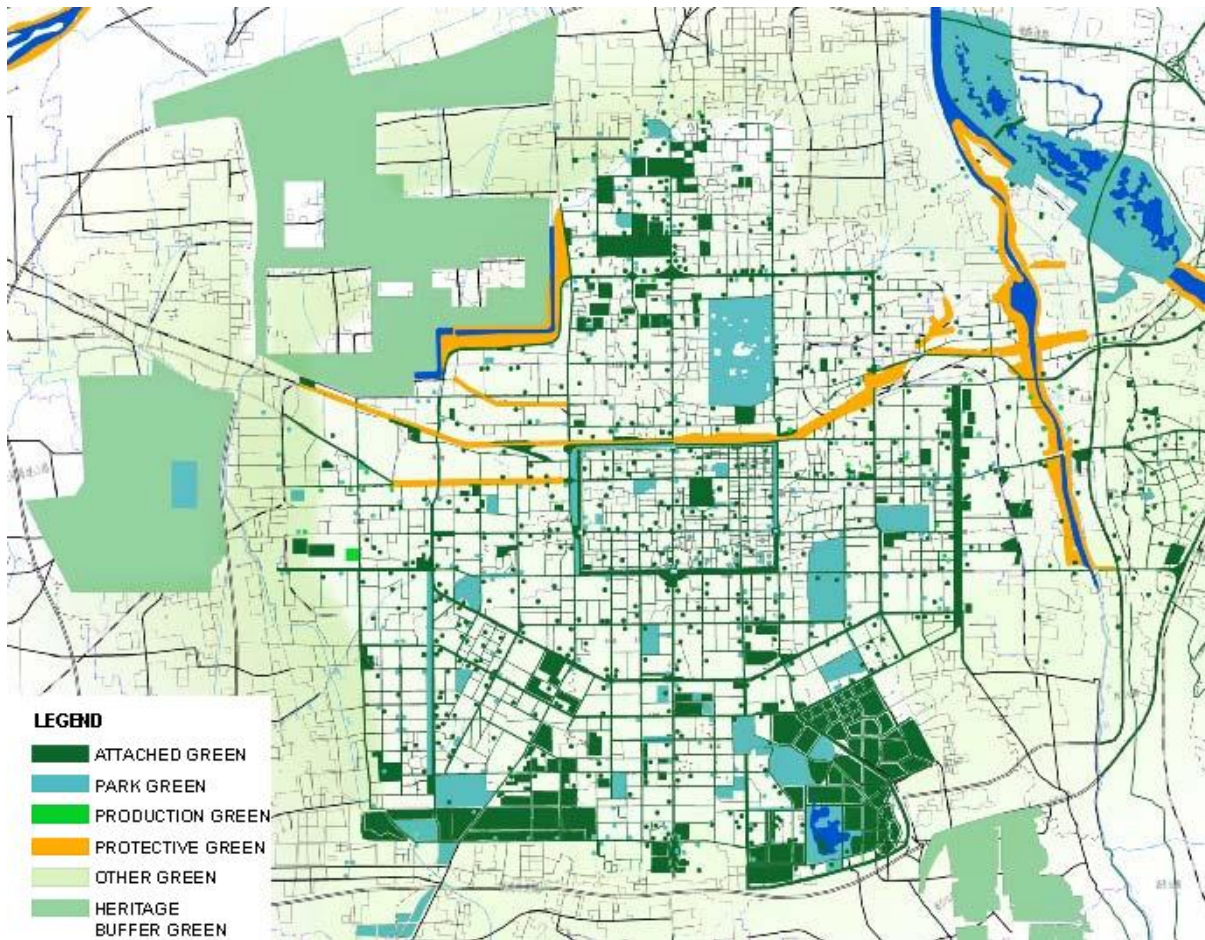 LEGEND
ATTACHED GREEN
PARK GREEN
PRODUCTION GREEN
PROTECTIVE GREEN
OTHER GREEN
HERITAGE
BUFFER GREEN